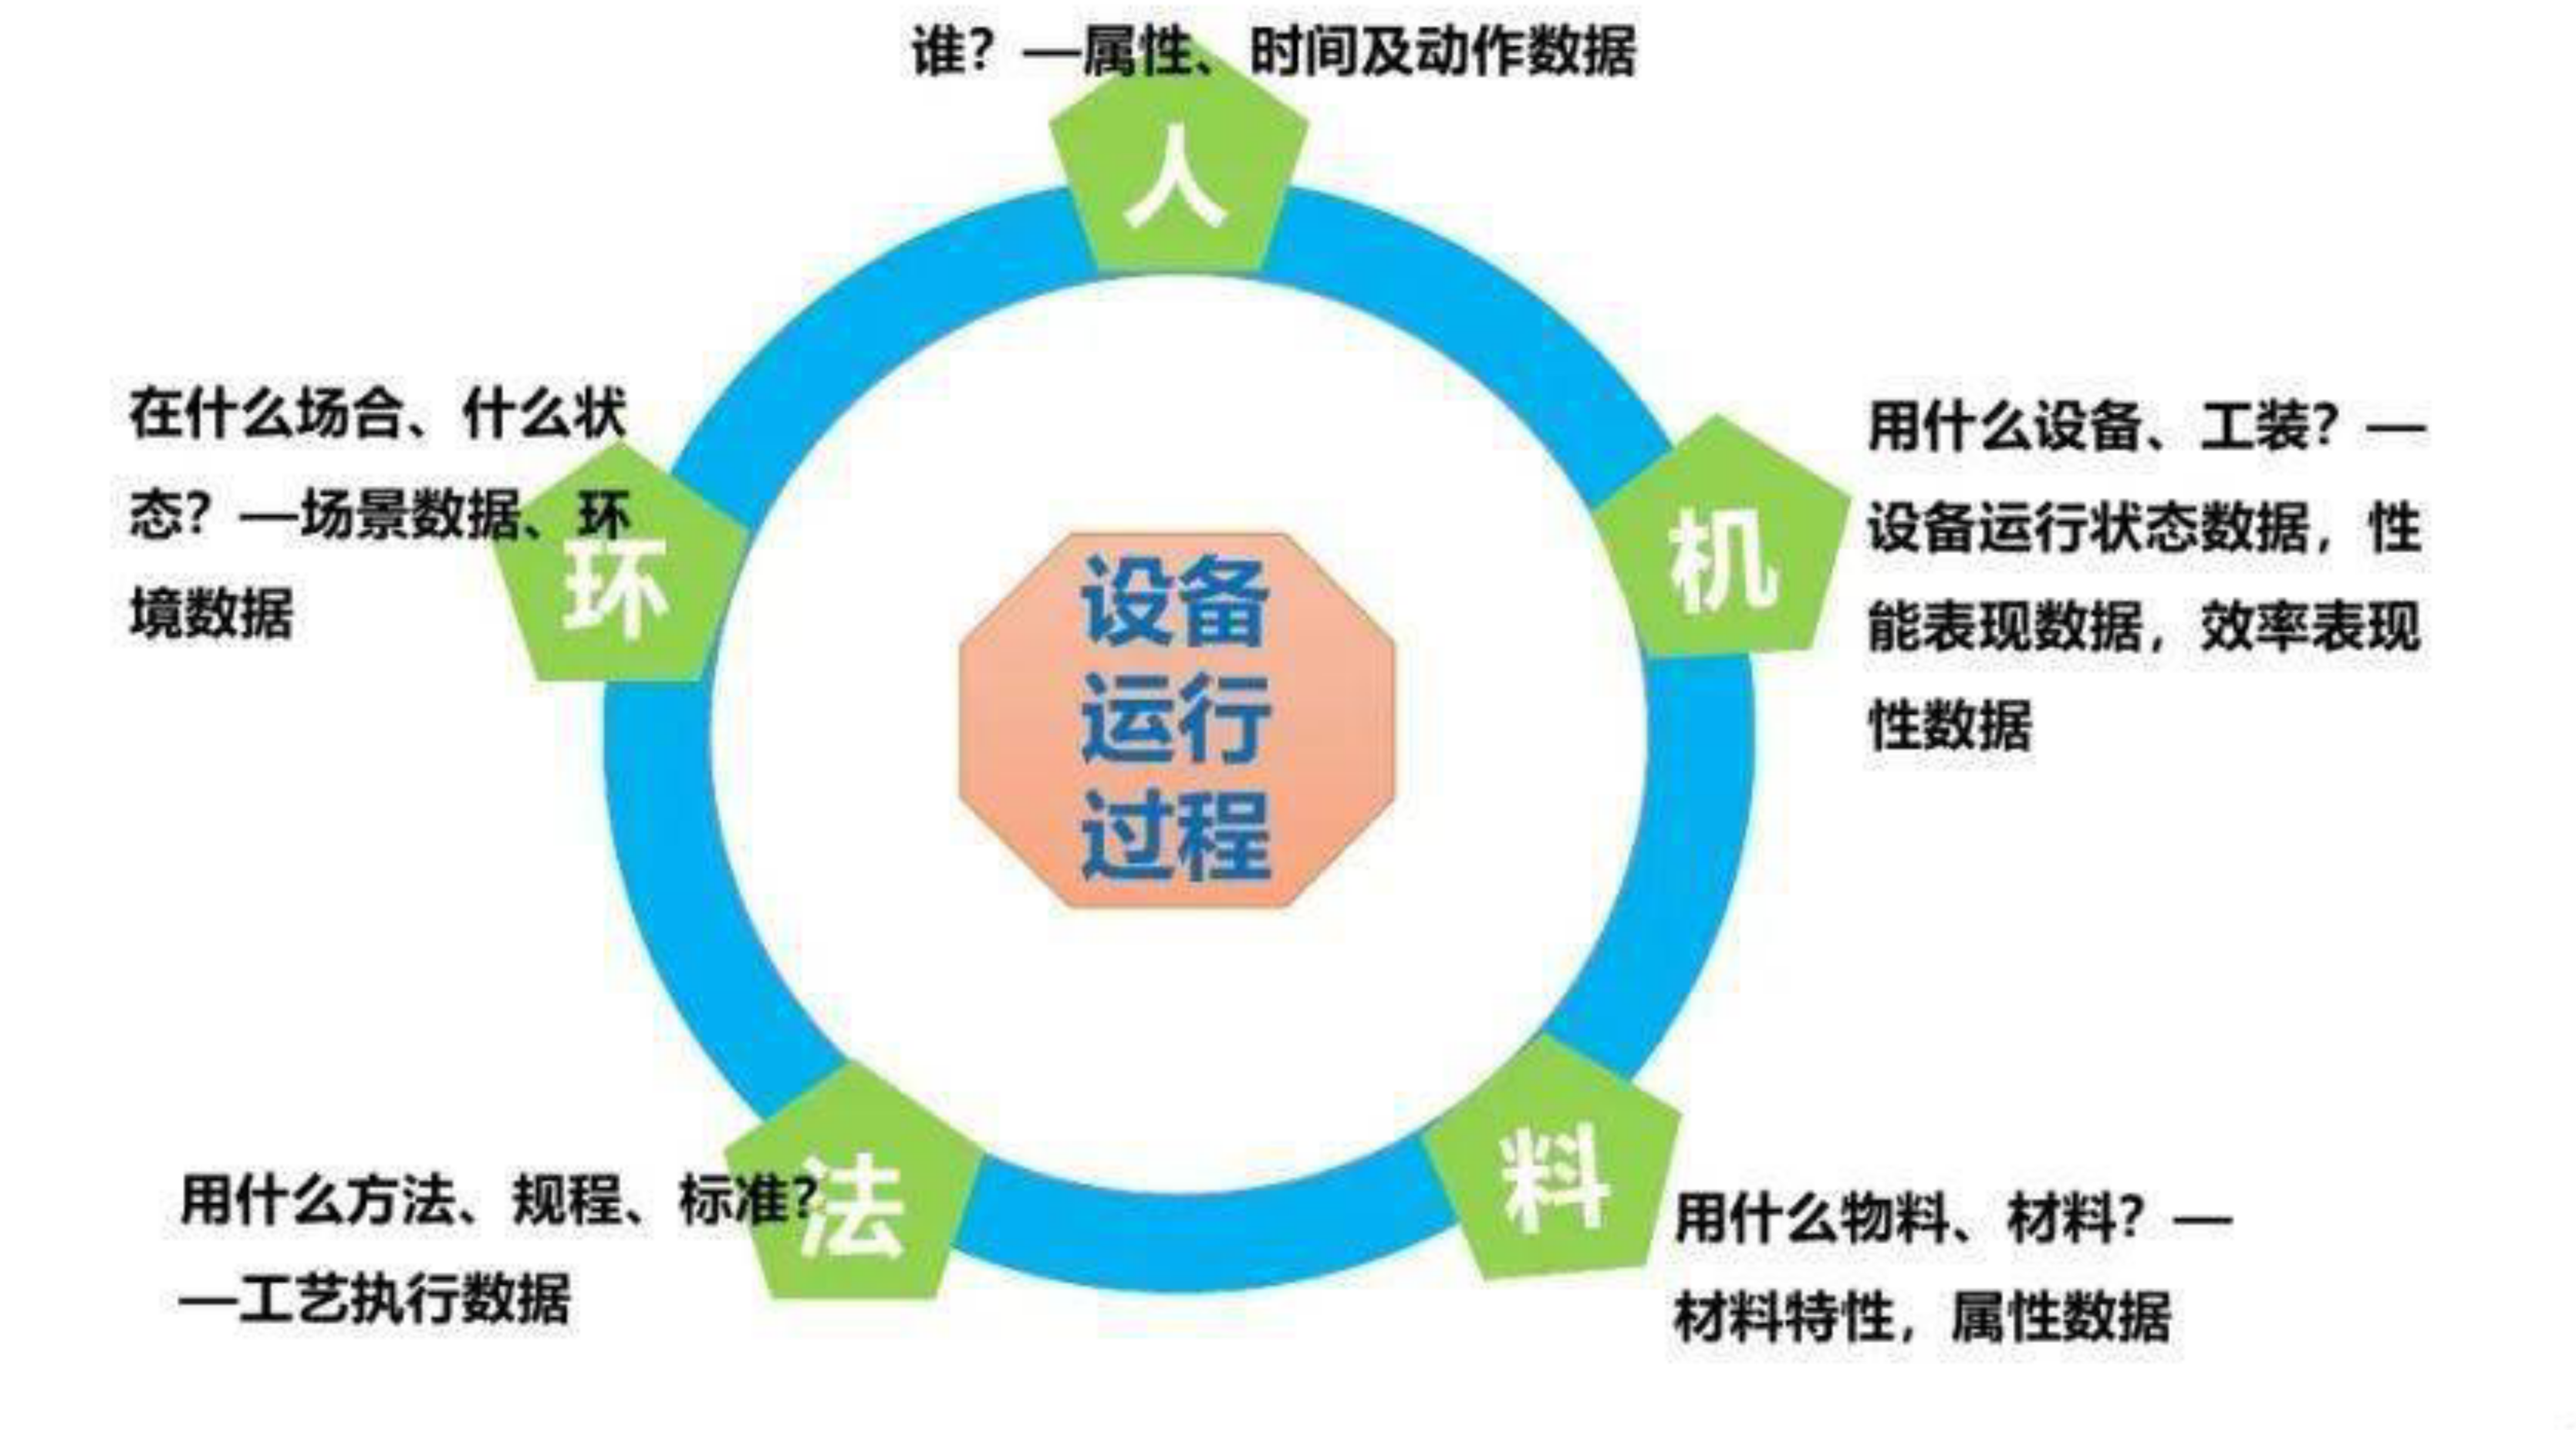 谁？—属性、时间及动作数据
人
在什么场合、什么状
态？—场景数据、环
境数据
环
用什么设备、工装？—
设备运行状态数据，性
能表现数据，效率表现
性数据
机
设备
运行
过程
用什么方法、规程、标准？
—工艺执行数据
法
料
用什么物料、材料？—
材料特性，属性数据